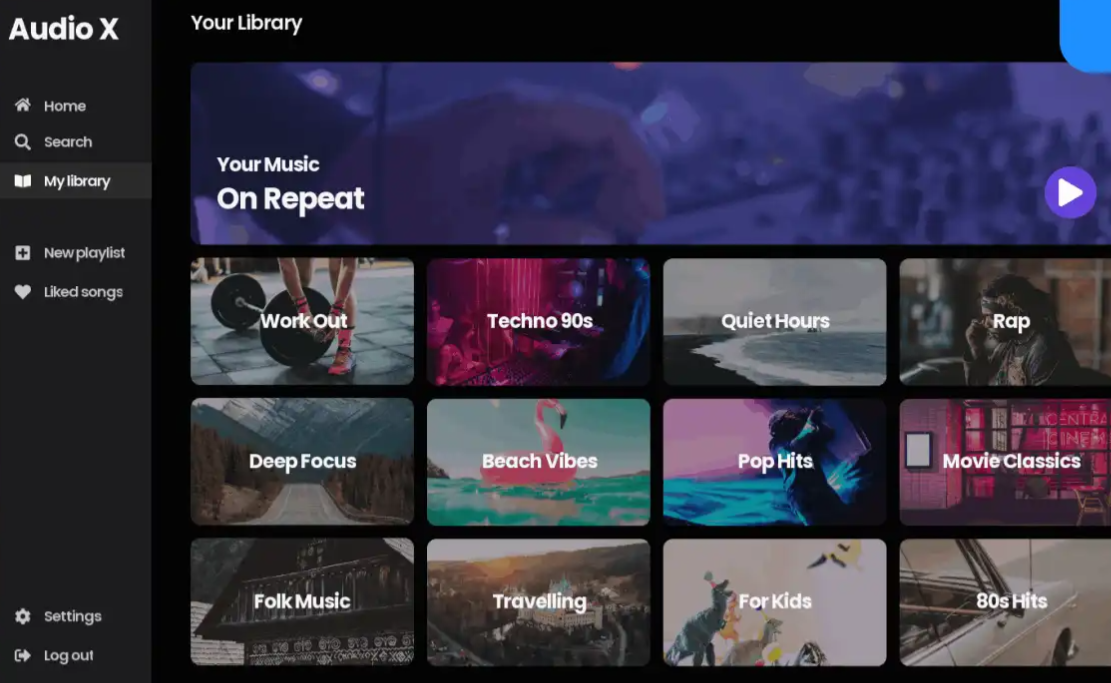 Audio X
Home
Search
My library
New playlist
Liked songs
Settings
Log out
Your Library
Your Music
On Repeat
Work Out
Techno 90s
Quiet Hours
Rap
Deep Focus
Beach Vibes
Pop Hits
Movie Classics
Folk Music
Travelling
For Kids
80s Hits